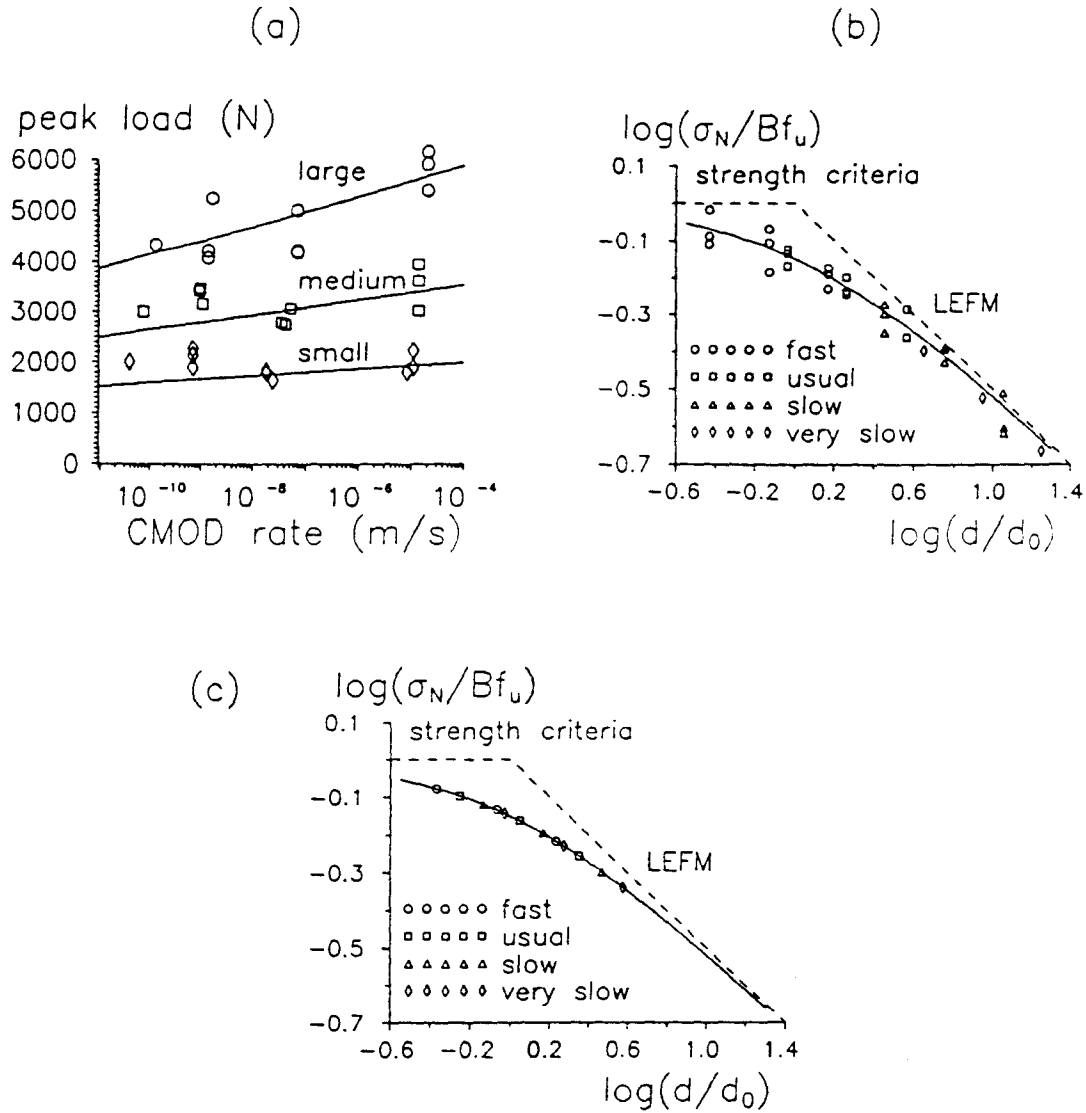 (a)
peak load (N)
6000
5000
4000
3000
2000
1000
0
large
medium
small
10⁻¹⁰ 10⁻⁸ 10⁻⁶ 10⁻⁴
CMOD rate (m/s)
(b)
log(σ_N/Bf_u)
0.1
-0.1
-0.3
-0.5
-0.7
strength criteria
LEFM
fast
usual
slow
very slow
-0.6 -0.2 0.2 0.6 1.0 1.4
log(d/d₀)
(c)
log(σ_N/Bf_u)
0.1
-0.1
-0.3
-0.5
-0.7
strength criteria
LEFM
fast
usual
slow
very slow
-0.6 -0.2 0.2 0.6 1.0 1.4
log(d/d₀)